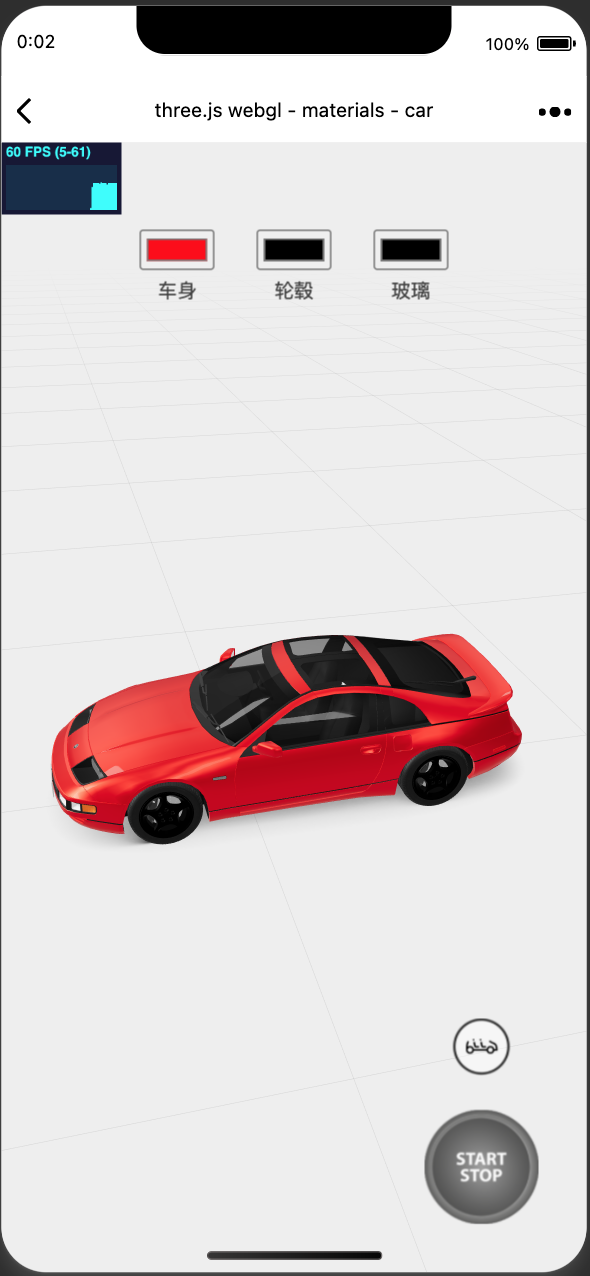 0:02
100%
three.js webgl - materials - car
60 FPS (5-61)
车身
轮毂
玻璃
START
STOP